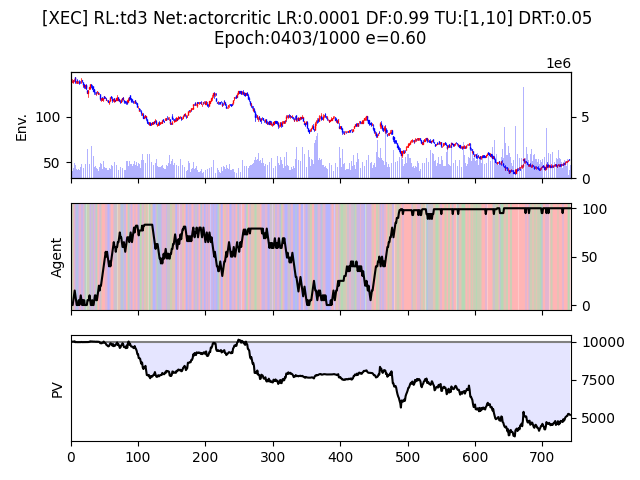 [XEC] RL:td3 Net:actorcritic LR:0.0001 DF:0.99 TU:[1,10] DRT:0.05
Epoch:0403/1000 e=0.60
1e6
Env.
100
50
5
0
Agent
100
50
0
PV
10000
7500
5000
0 100 200 300 400 500 600 700